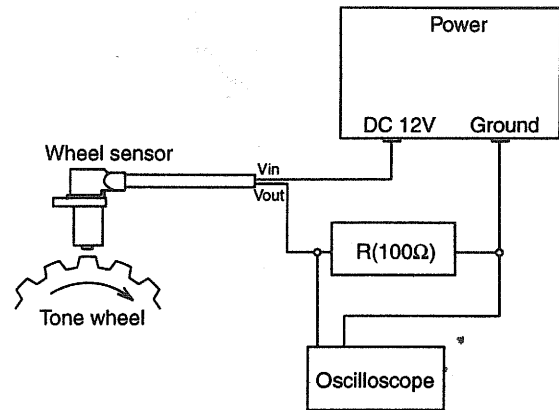 Power
DC 12V Ground
Wheel sensor
Vin
Vout
R(100Ω)
Tone wheel
Oscilloscope